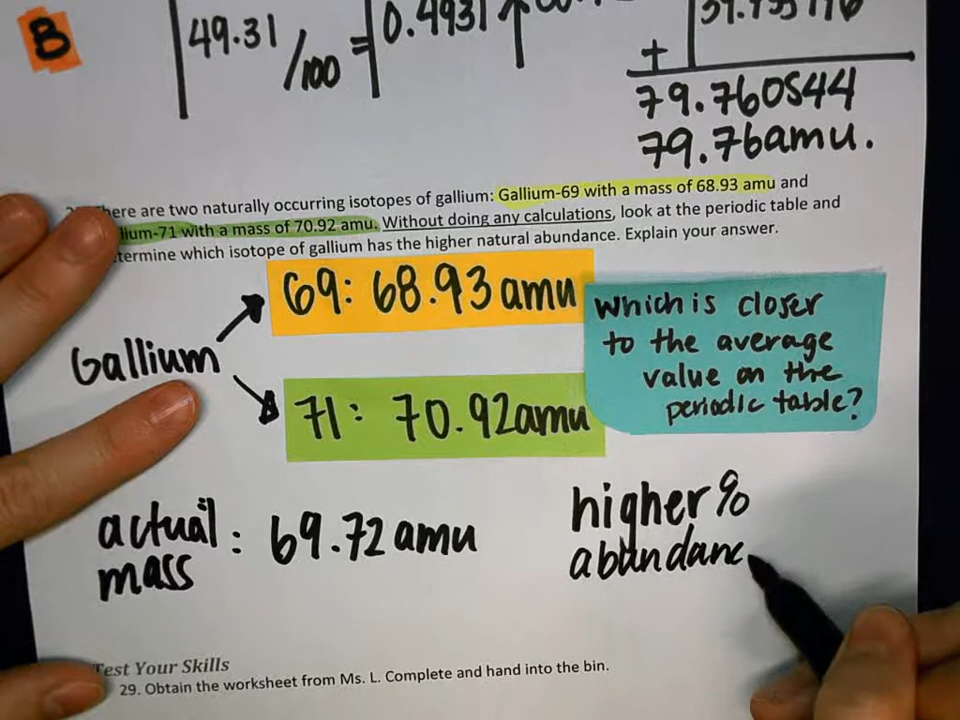 B
49.31 /100 = 0.4931
+
79.760544
79.76amu.
here are two naturally occurring isotopes of gallium: Gallium-69 with a mass of 68.93 amu and
lium-71 with a mass of 70.92 amu. Without doing any calculations, look at the periodic table and
termine which isotope of gallium has the higher natural abundance. Explain your answer.
69: 68.93 amu
Gallium
71: 70.92amu
which is closer
to the average
value on the
periodic table?
actual mass : 69.72 amu
higher %
abundanc
Test Your Skills
29. Obtain the worksheet from Ms. L. Complete and hand into the bin.